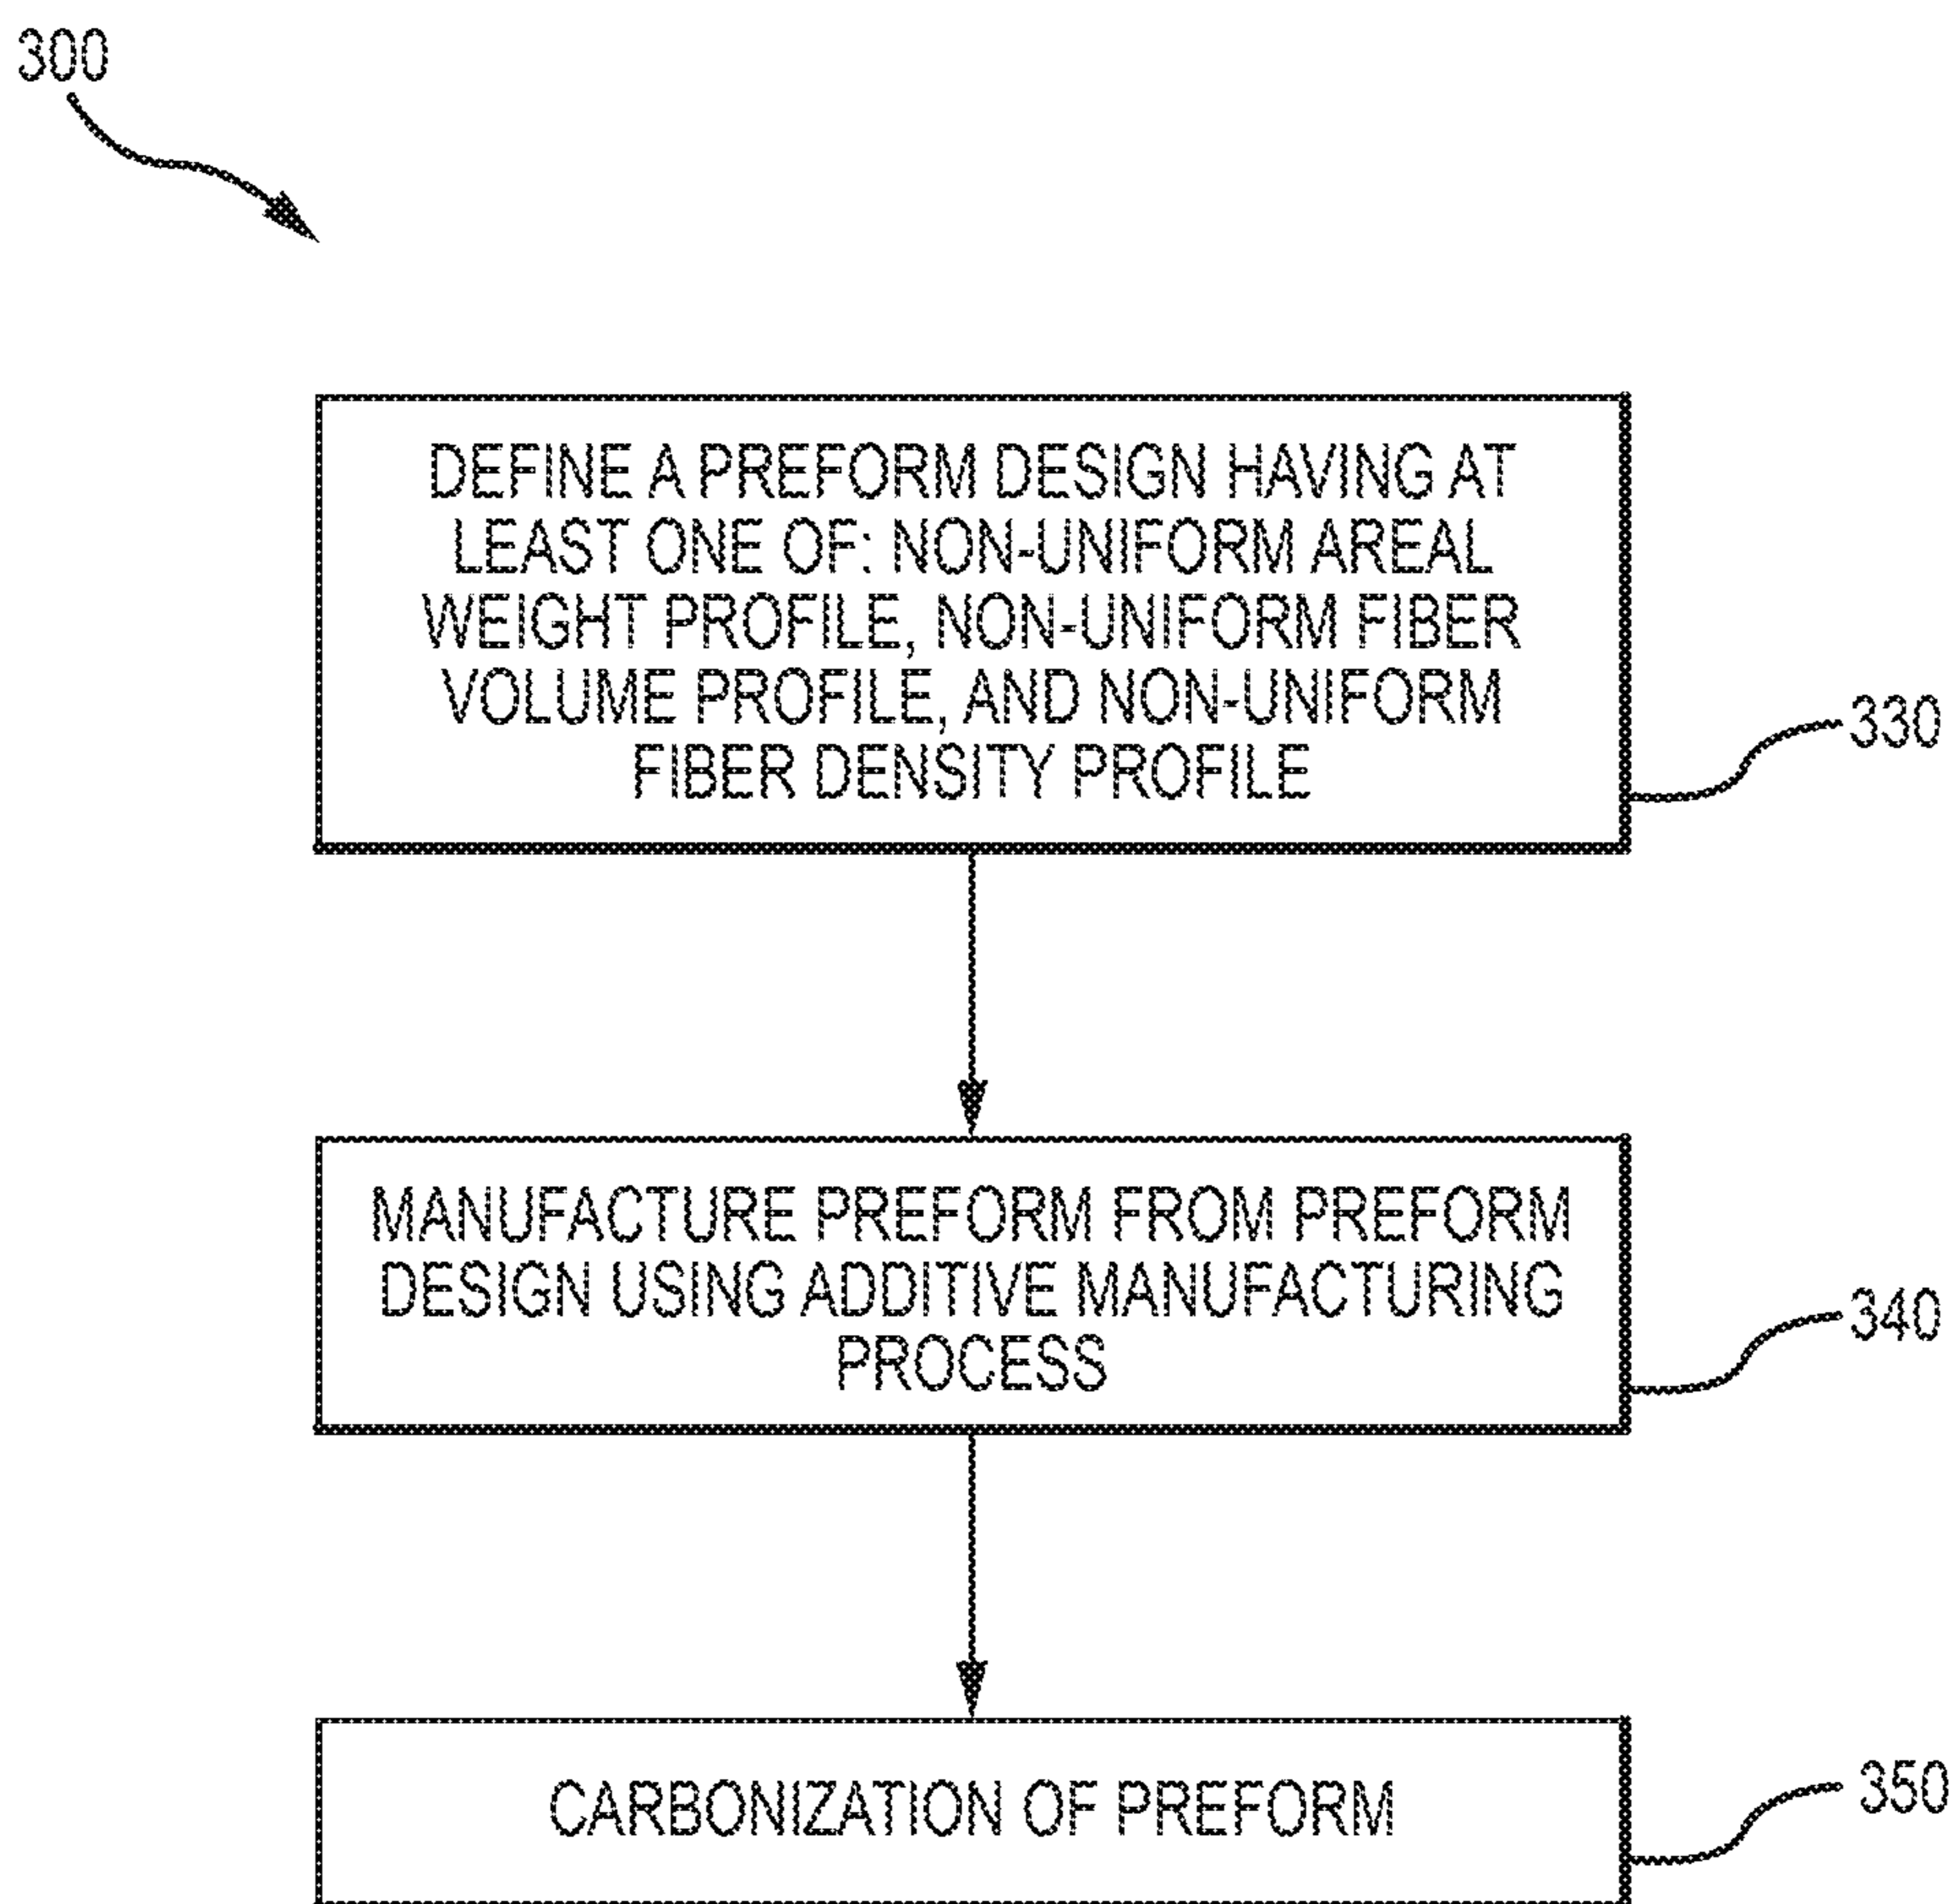 300
DEFINE A PREFORM DESIGN HAVING AT
LEAST ONE OF: NON-UNIFORM AREAL
WEIGHT PROFILE, NON-UNIFORM FIBER
VOLUME PROFILE, AND NON-UNIFORM
FIBER DENSITY PROFILE
330
MANUFACTURE PREFORM FROM PREFORM
DESIGN USING ADDITIVE MANUFACTURING
PROCESS
340
CARBONIZATION OF PREFORM
350